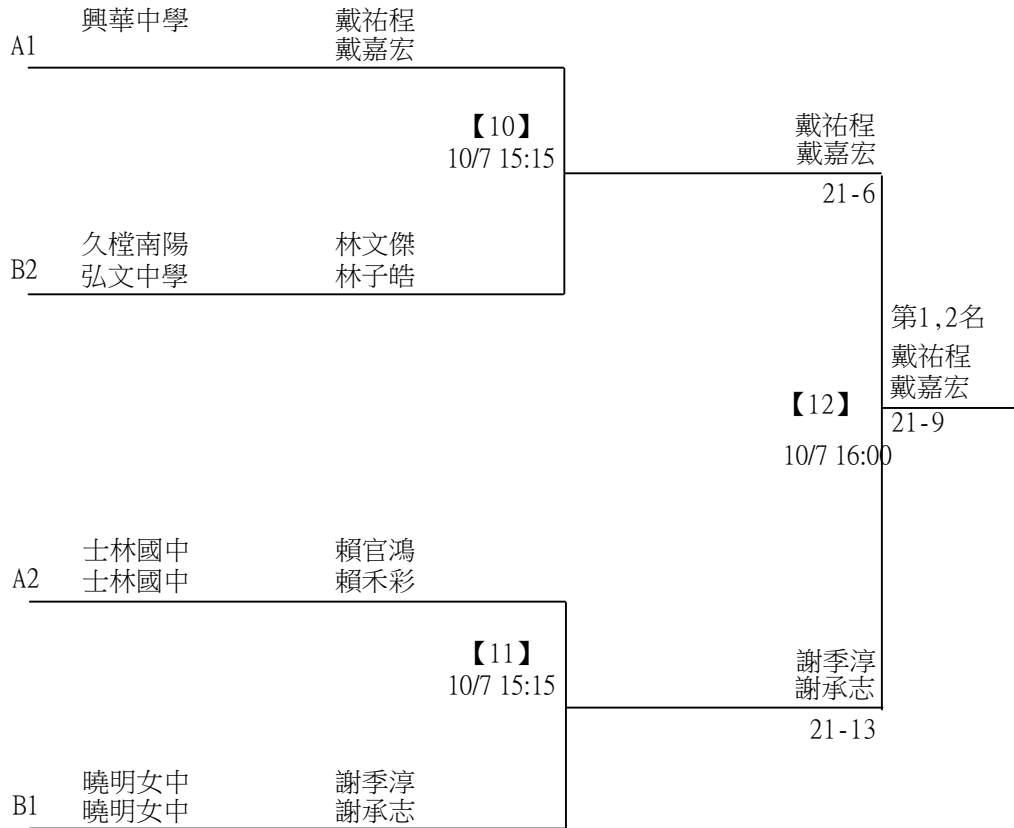 興華中學 戴祐程
A1 戴嘉宏
【10】
10/7 15:15
戴祐程
戴嘉宏
21-6
久樘南陽 林文傑
B2 弘文中學 林子皓
第1,2名
戴祐程
戴嘉宏
【12】
21-9
10/7 16:00
士林國中 賴官鴻
A2 士林國中 賴禾彩
【11】
10/7 15:15
謝季淳
謝承志
21-13
曉明女中 謝季淳
B1 曉明女中 謝承志